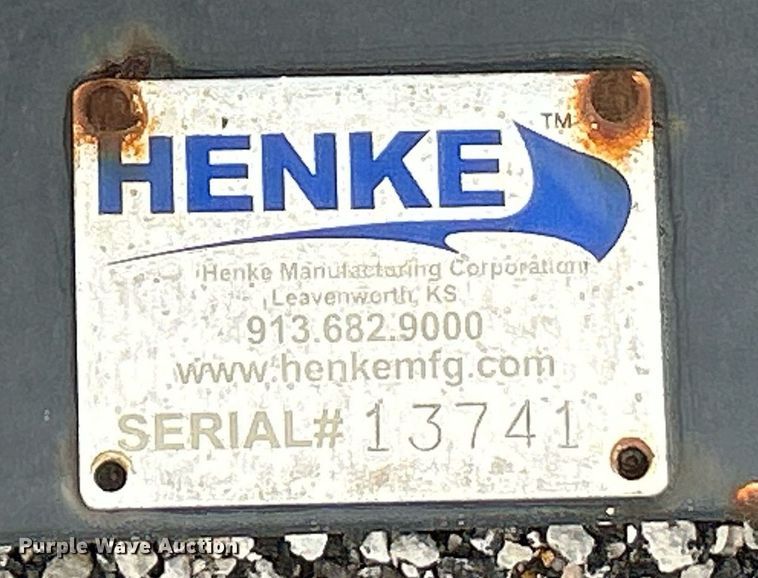 HENKE™
Henke Manufacturing Corporation
Leavenworth, KS
913.682.9000
www.henkemfg.com
SERIAL# 13741
Purple Wave Auction